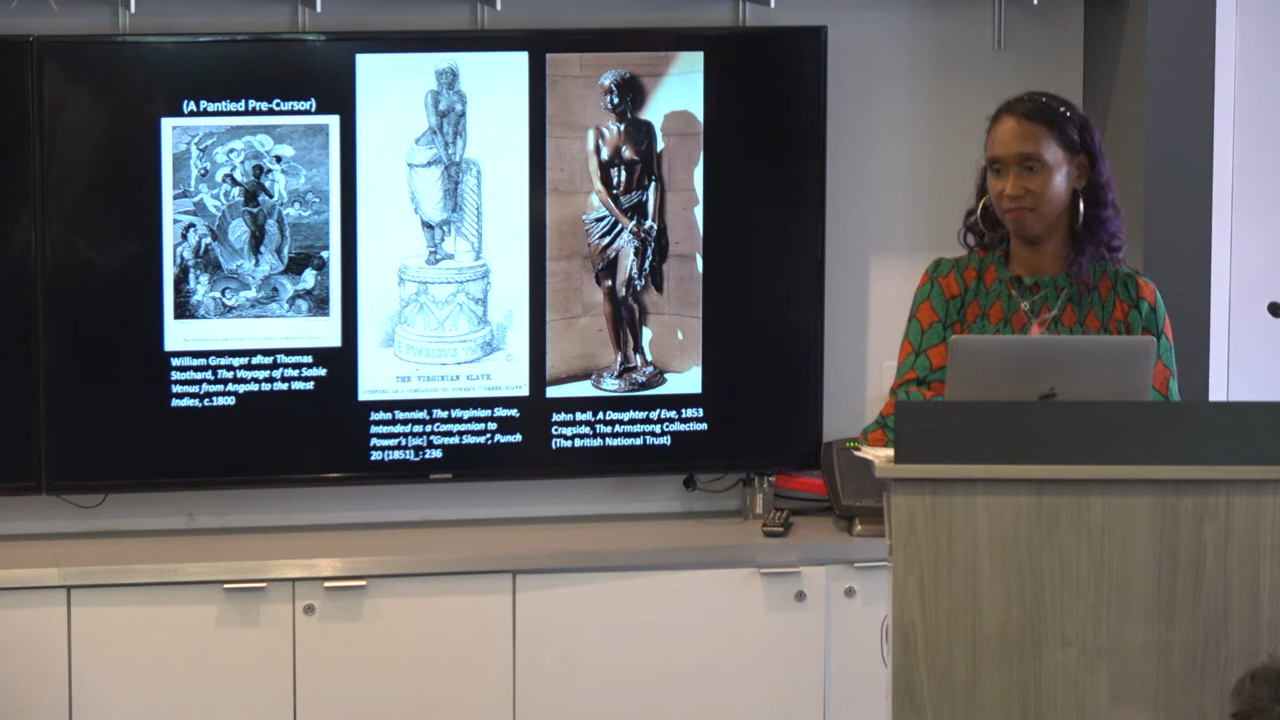 (A Pantied Pre-Cursor)
William Grainger after Thomas
Stothard, The Voyage of the Sable
Venus from Angola to the West
Indies, c.1800
THE VIRGINIAN SLAVE
John Tenniel, The Virginian Slave,
Intended as a Companion to
Power's [sic] "Greek Slave", Punch
20 (1851)_: 236
John Bell, A Daughter of Eve, 1853
Cragside, The Armstrong Collection
(The British National Trust)
SAMSUNG